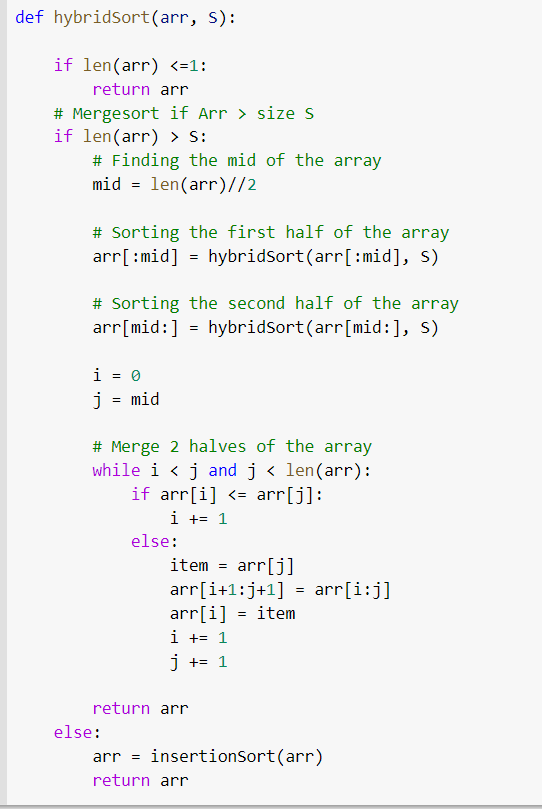 def hybridSort(arr, S):
    if len(arr) <=1:
        return arr
    # Mergesort if Arr > size S
    if len(arr) > S:
        # Finding the mid of the array
        mid = len(arr)//2
        # Sorting the first half of the array
        arr[:mid] = hybridSort(arr[:mid], S)
        # Sorting the second half of the array
        arr[mid:] = hybridSort(arr[mid:], S)
        i = 0
        j = mid
        # Merge 2 halves of the array
        while i < j and j < len(arr):
            if arr[i] <= arr[j]:
                i += 1
            else:
                item = arr[j]
                arr[i+1:j+1] = arr[i:j]
                arr[i] = item
                i += 1
                j += 1
        return arr
    else:
        arr = insertionSort(arr)
        return arr